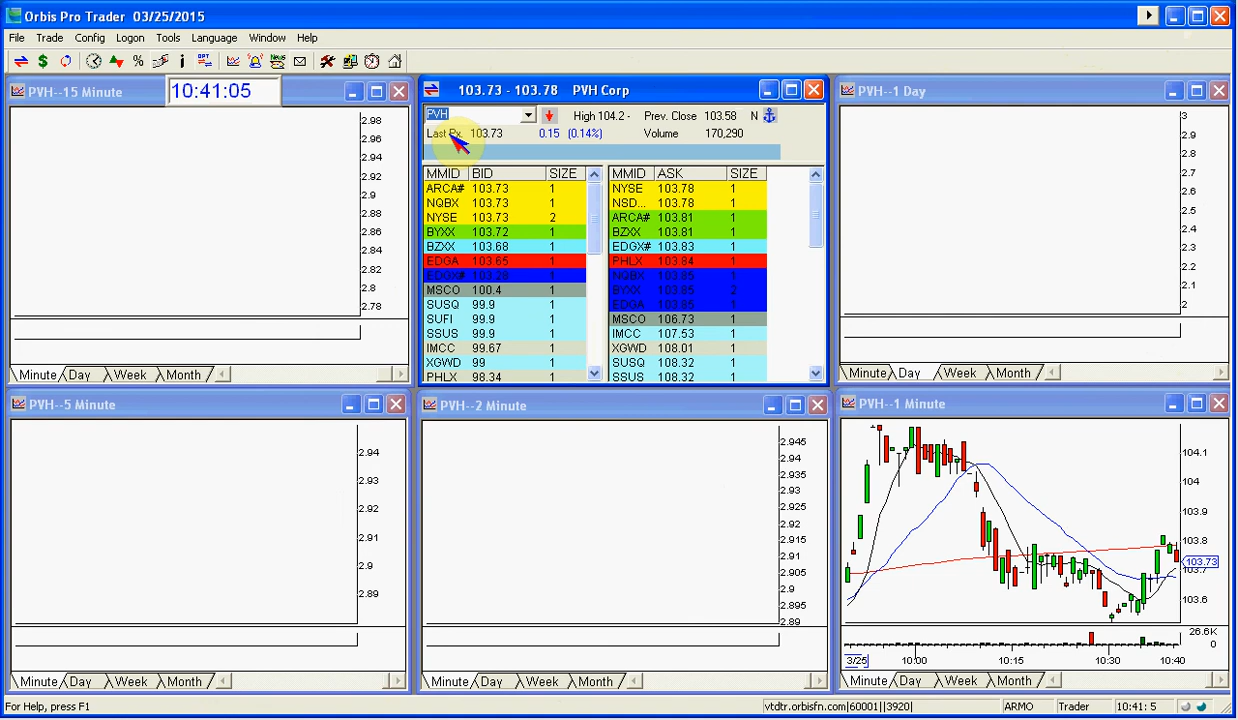 Orbis Pro Trader 03/25/2015
File Trade Config Logon Tools Language Window Help
PVH--15 Minute
10:41:05
2.98
2.96
2.94
2.92
2.9
2.88
2.86
2.84
2.82
2.8
2.78
Minute Day Week Month
103.73 - 103.78 PVH Corp
PVH High 104.2 - Prev. Close 103.58 N
Last Px. 103.73 0.15 (0.14%) Volume 170,290
MMID BID SIZE MMID ASK SIZE
ARCA# 103.73 1 NYSE 103.78 1
NQBX 103.73 1 NSD... 103.78 1
NYSE 103.73 2 ARCA# 103.81 1
BYXX 103.72 1 BZXX 103.81 1
BZXX 103.68 1 EDGX# 103.83 1
EDGA 103.65 1 PHLX 103.84 1
EDGX# 103.28 1 NQBX 103.85 1
MSCO 100.4 1 BYXX 103.85 2
SUSQ 99.9 1 EDGA 103.85 1
SUFI 99.9 1 MSCO 106.73 1
SSUS 99.9 1 IMCC 107.53 1
IMCC 99.67 1 XGWD 108.01 1
XGWD 99 1 SUSQ 108.32 1
PHLX 98.34 1 SSUS 108.32 1
PVH--1 Day
3
2.9
2.8
2.7
2.6
2.5
2.4
2.3
2.2
2.1
2
Minute Day Week Month
PVH--5 Minute
2.94
2.93
2.92
2.91
2.9
2.89
Minute Day Week Month
PVH--2 Minute
2.945
2.94
2.935
2.93
2.925
2.92
2.915
2.91
2.905
2.9
2.895
2.89
Minute Day Week Month
PVH--1 Minute
104.1
104
103.9
103.8
103.73
103.6
26.6K
0
3/25 10:00 10:15 10:30 10:40
Minute Day Week Month
For Help, press F1 vtdtr.orbisfn.com|60001||3920| ARMO Trader 10:41: 5